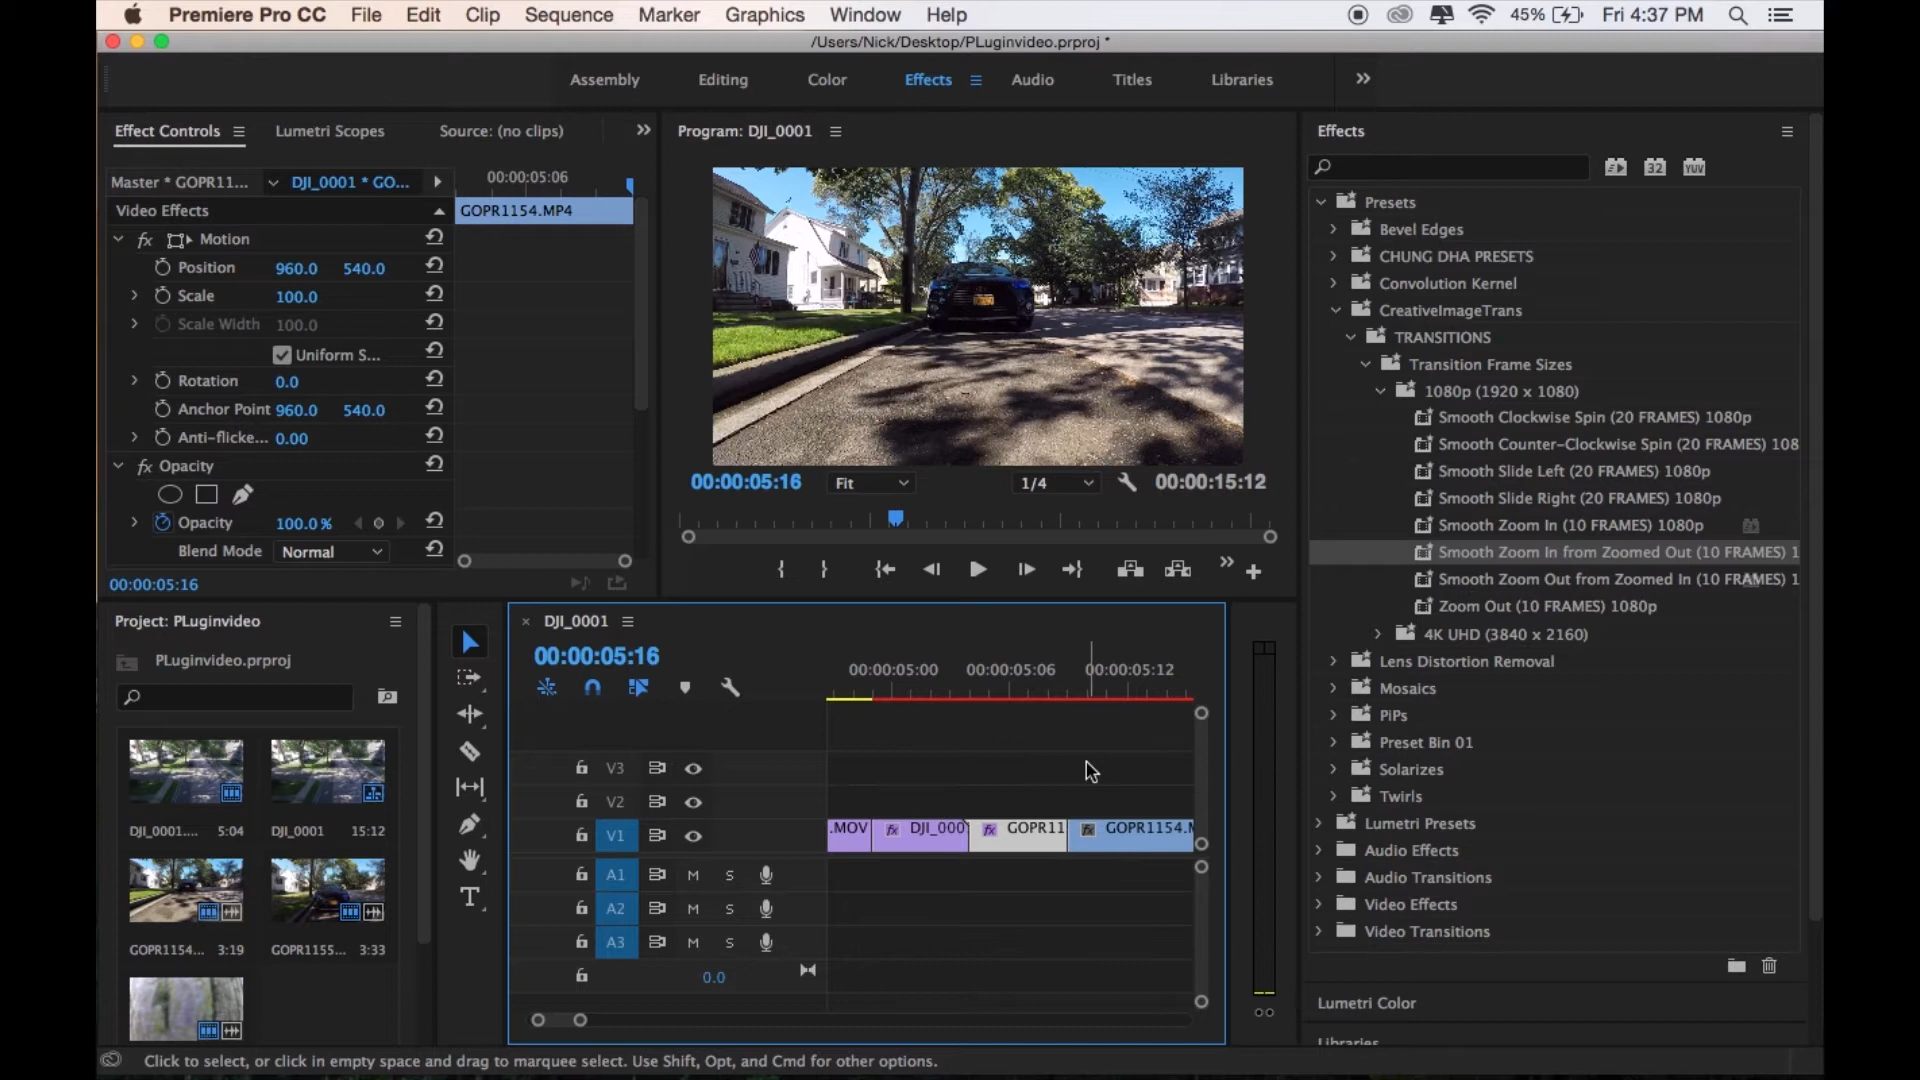 Premiere Pro CC File Edit Clip Sequence Marker Graphics Window Help 45% Fri 4:37 PM
/Users/Nick/Desktop/PLuginvideo.prproj *
Assembly Editing Color Effects Audio Titles Libraries
Effect Controls Lumetri Scopes Source: (no clips)
Master * GOPR11... DJI_0001 * GO... 00:00:05:06
Video Effects GOPR1154.MP4
fx Motion
Position 960.0 540.0
Scale 100.0
Scale Width 100.0
Uniform S...
Rotation 0.0
Anchor Point 960.0 540.0
Anti-flicke... 0.00
fx Opacity
Opacity 100.0%
Blend Mode Normal
00:00:05:16
Program: DJI_0001
00:00:05:16 Fit 1/4 00:00:15:12
Effects
32 YUV
Presets
Bevel Edges
CHUNG DHA PRESETS
Convolution Kernel
CreativeImageTrans
TRANSITIONS
Transition Frame Sizes
1080p (1920 x 1080)
Smooth Clockwise Spin (20 FRAMES) 1080p
Smooth Counter-Clockwise Spin (20 FRAMES) 108
Smooth Slide Left (20 FRAMES) 1080p
Smooth Slide Right (20 FRAMES) 1080p
Smooth Zoom In (10 FRAMES) 1080p
Smooth Zoom In from Zoomed Out (10 FRAMES) 1
Smooth Zoom Out from Zoomed In (10 FRAMES) 1
Zoom Out (10 FRAMES) 1080p
4K UHD (3840 x 2160)
Lens Distortion Removal
Mosaics
PiPs
Preset Bin 01
Solarizes
Twirls
Lumetri Presets
Audio Effects
Audio Transitions
Video Effects
Video Transitions
Lumetri Color
Libraries
Project: PLuginvideo
PLuginvideo.prproj
DJI_0001.... 5:04 DJI_0001 15:12
GOPR1154... 3:19 GOPR1155... 3:33
× DJI_0001
00:00:05:16
00:00:05:00 00:00:05:06 00:00:05:12
V3
V2
V1 .MOV fx DJI_000 fx GOPR11 fx GOPR1154.M
A1 M S
A2 M S
A3 M S
0.0
T
Click to select, or click in empty space and drag to marquee select. Use Shift, Opt, and Cmd for other options.